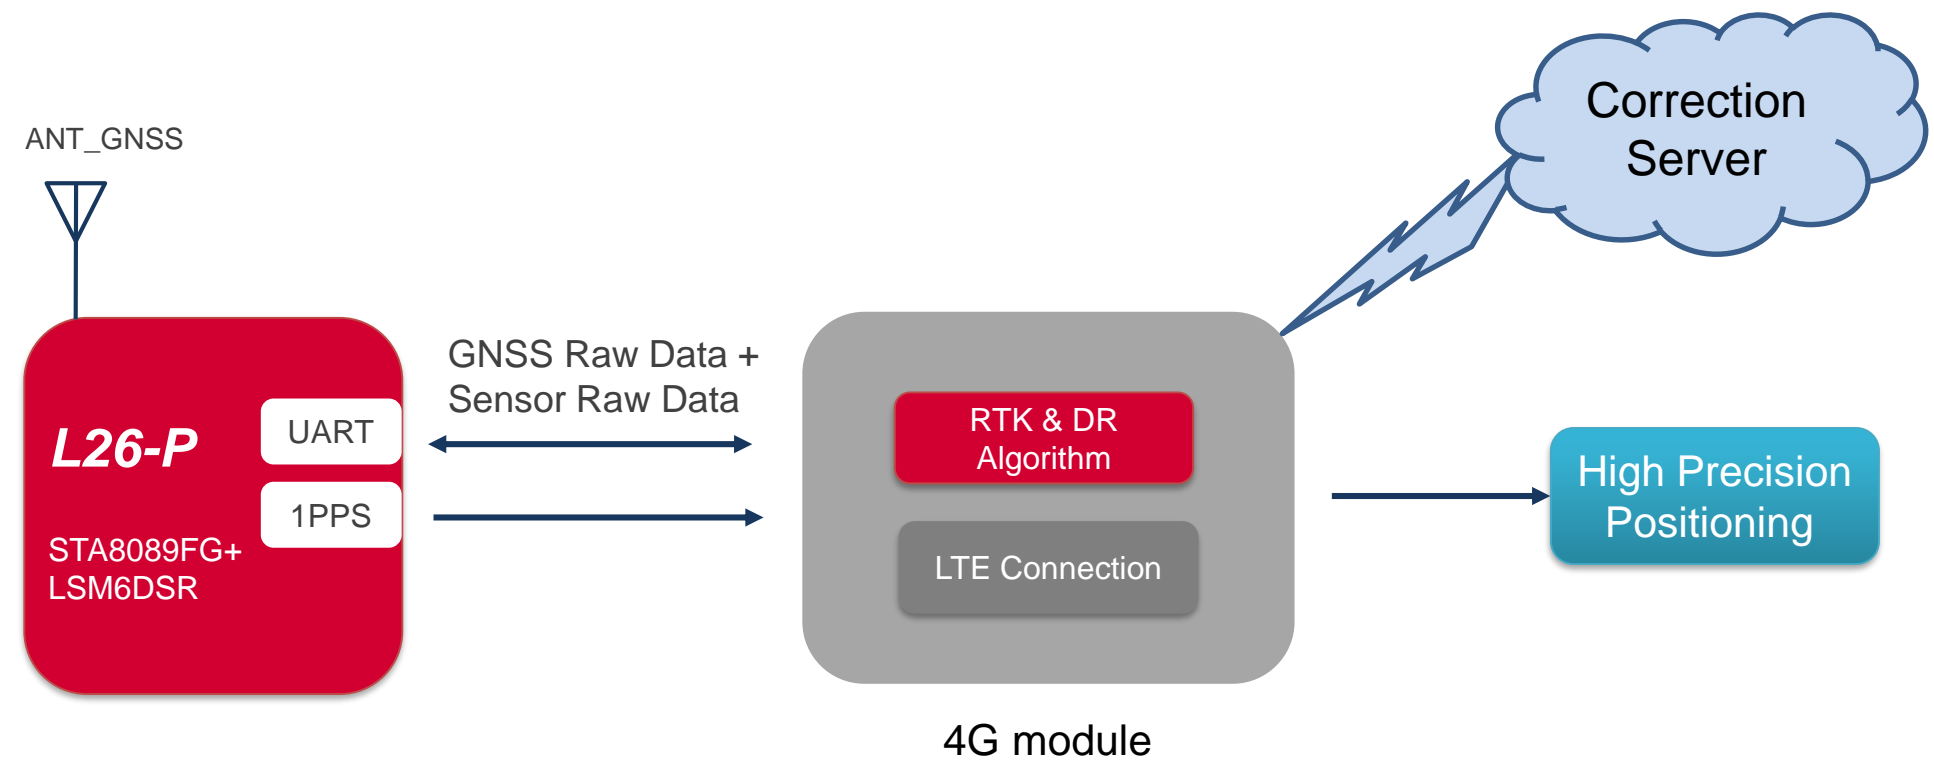 ANT_GNSS
L26-P
UART
1PPS
STA8089FG+
LSM6DSR
GNSS Raw Data +
Sensor Raw Data
RTK & DR
Algorithm
LTE Connection
4G module
Correction
Server
High Precision
Positioning